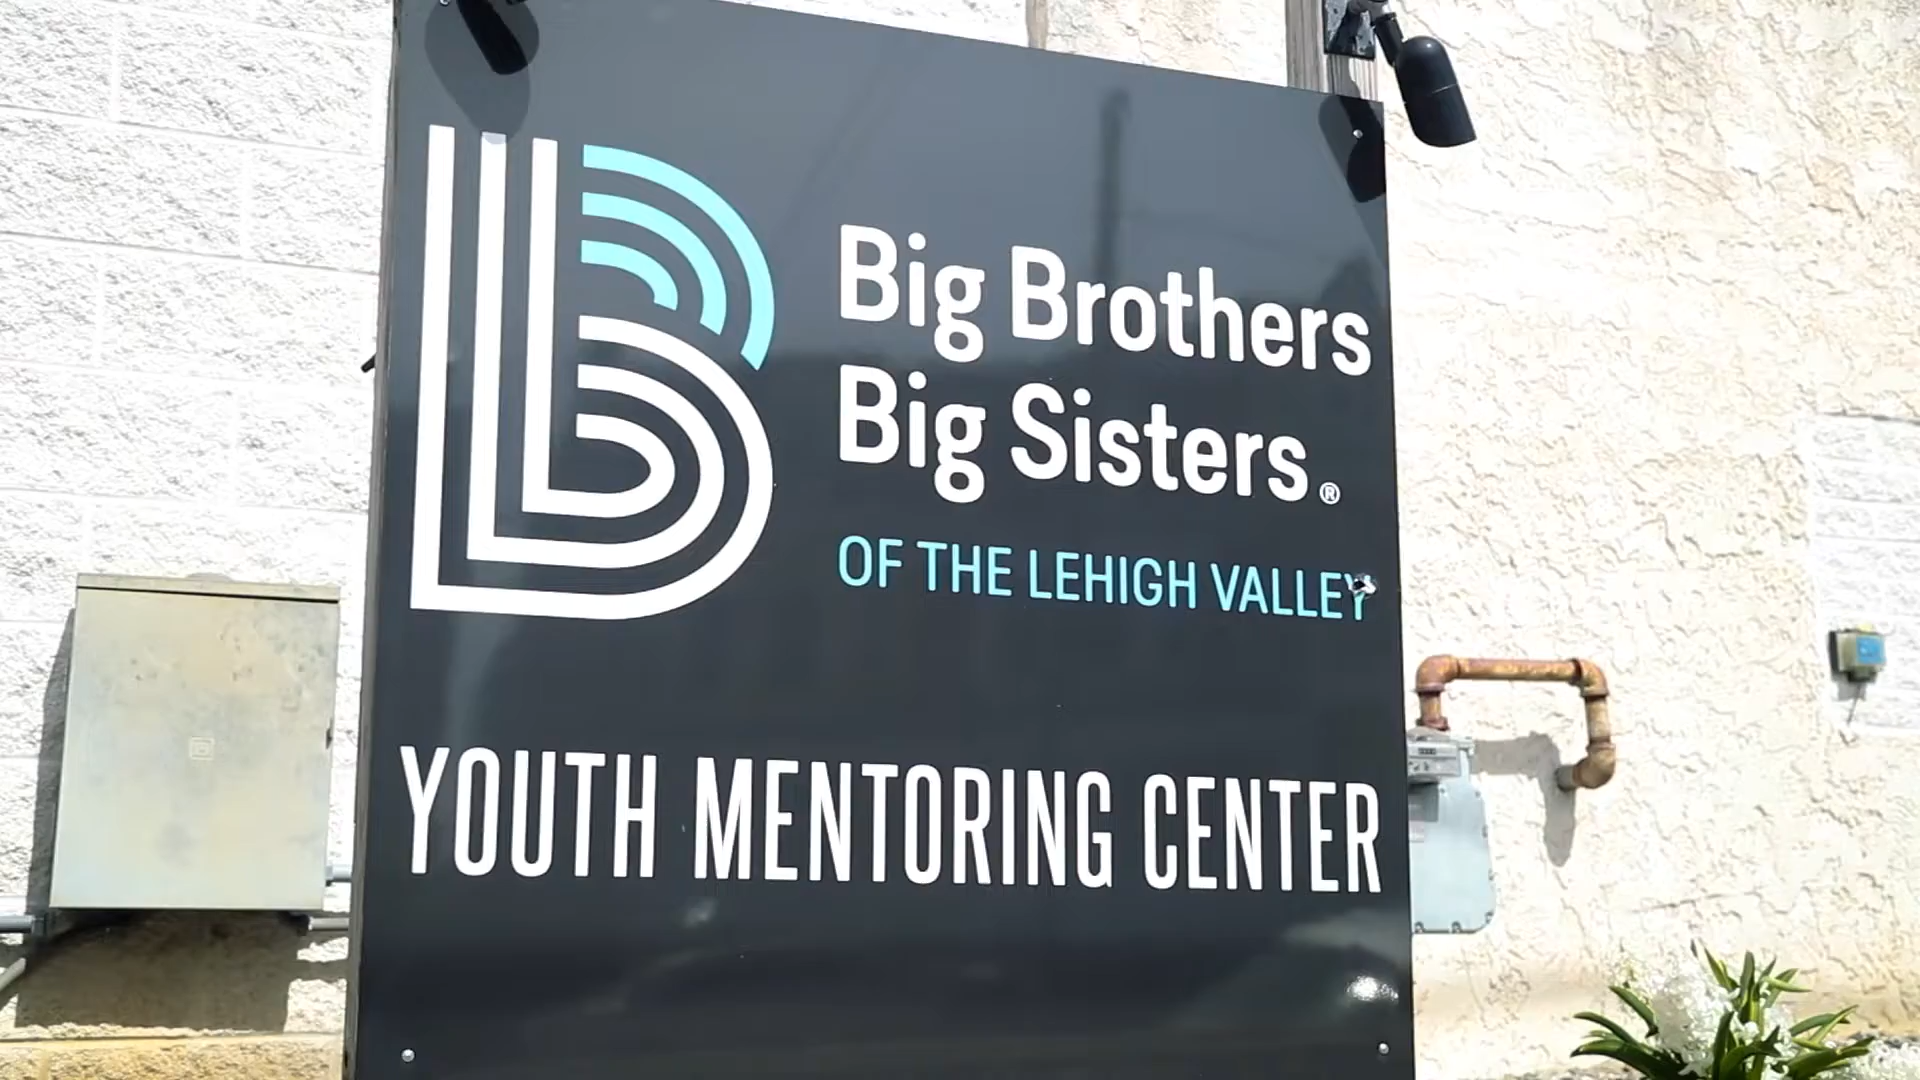 Big Brothers
Big Sisters®
OF THE LEHIGH VALLEY
YOUTH MENTORING CENTER